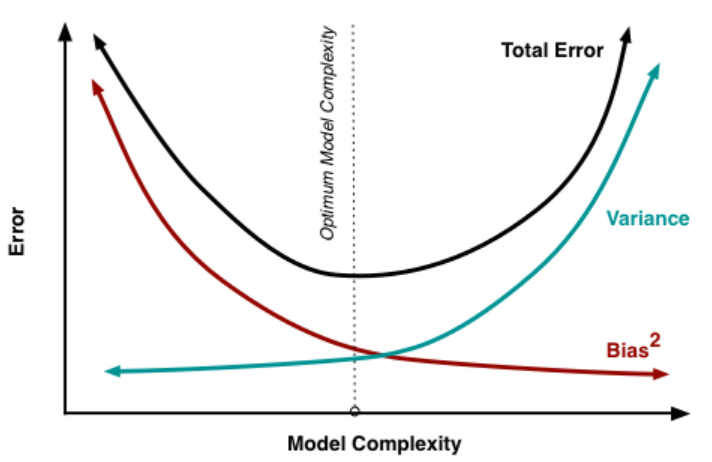 Total Error
Optimum Model Complexity
Variance
Error
Bias²
Model Complexity